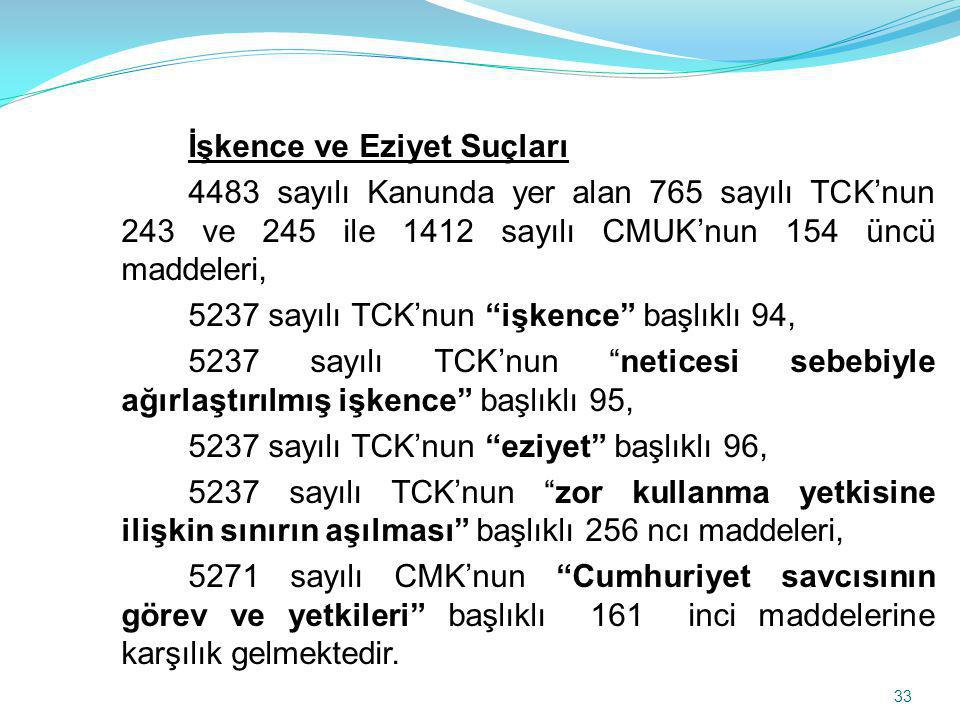 İşkence ve Eziyet Suçları
4483 sayılı Kanunda yer alan 765 sayılı TCK’nun
243 ve 245 ile 1412 sayılı CMUK’nun 154 üncü
maddeleri,
5237 sayılı TCK’nun “işkence” başlıklı 94,
5237 sayılı TCK’nun “neticesi sebebiyle
ağırlaştırılmış işkence” başlıklı 95,
5237 sayılı TCK’nun “eziyet” başlıklı 96,
5237 sayılı TCK’nun “zor kullanma yetkisine
ilişkin sınırın aşılması” başlıklı 256 ncı maddeleri,
5271 sayılı CMK’nun “Cumhuriyet savcısının
görev ve yetkileri” başlıklı 161 inci maddelerine
karşılık gelmektedir.
33